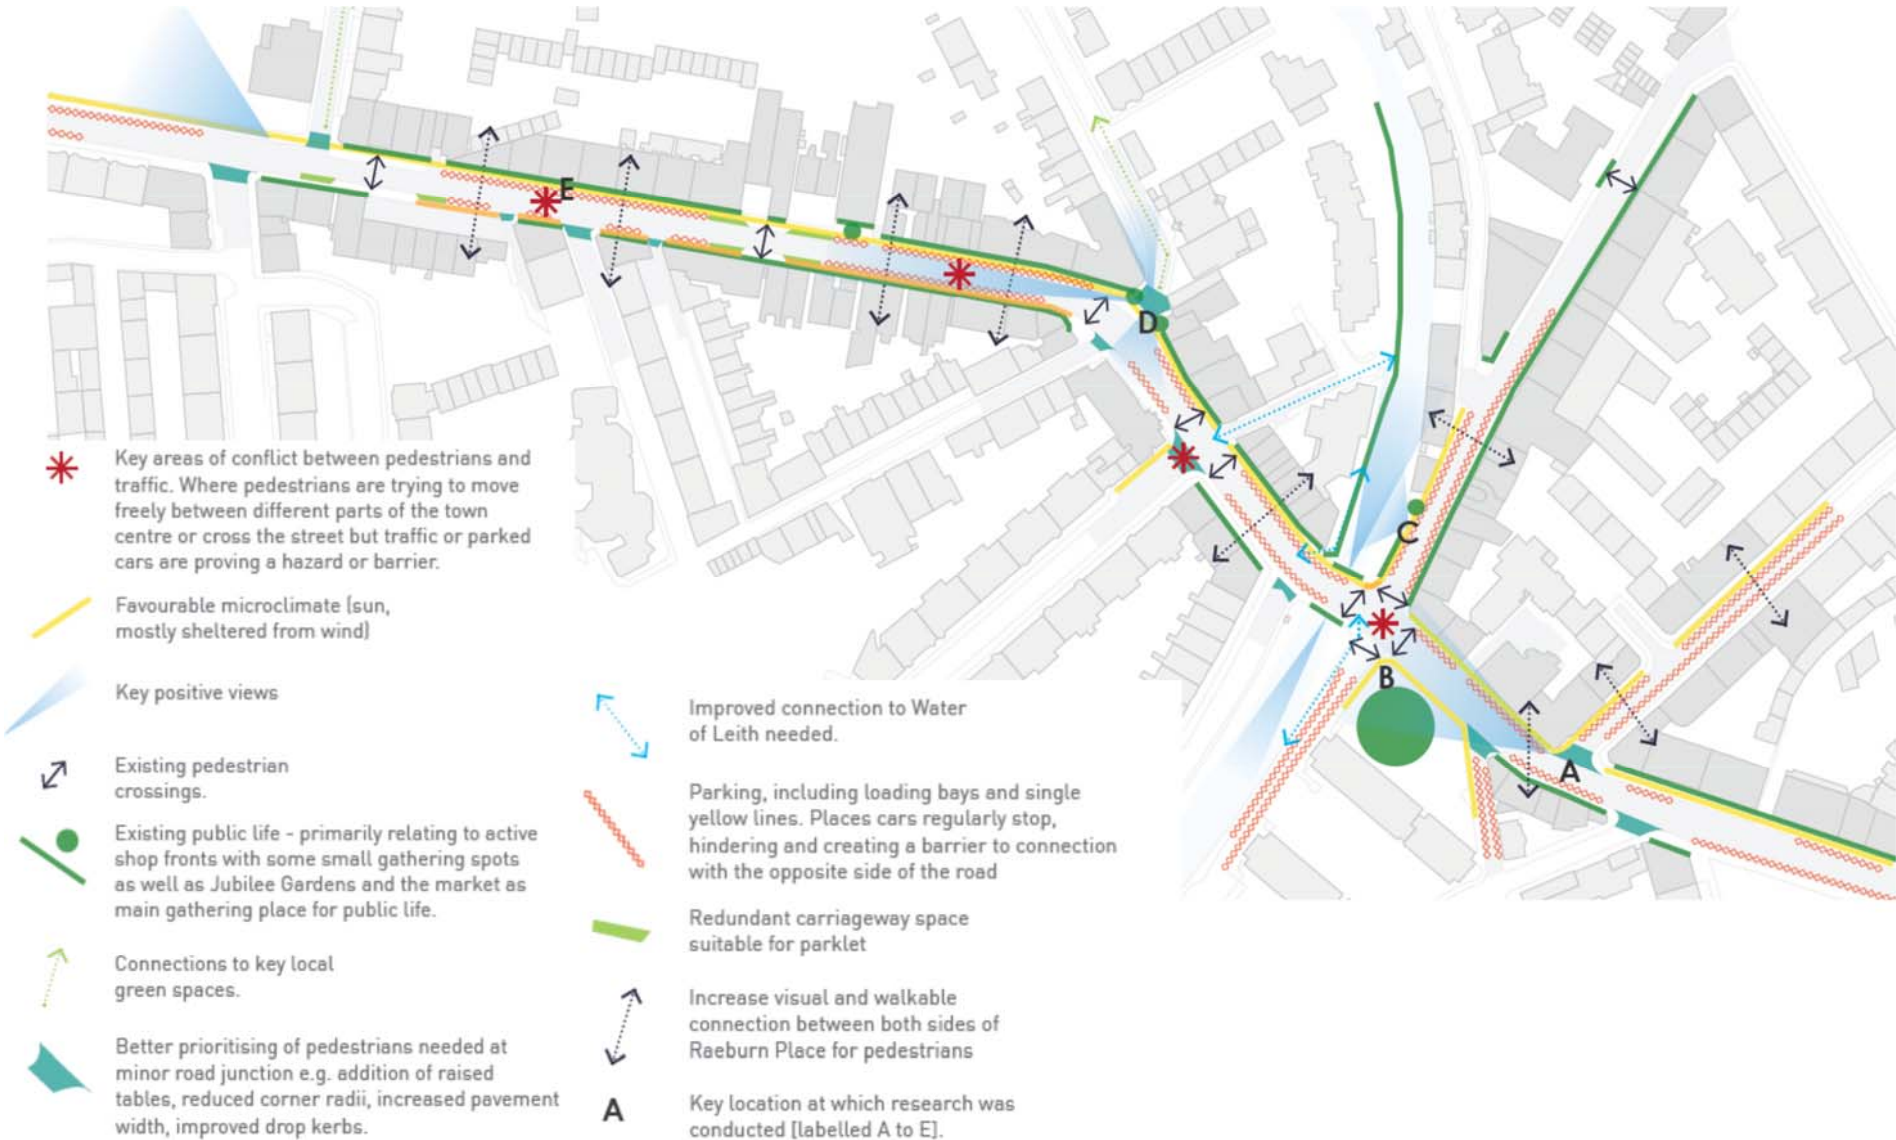 E
D
C
B
A
Key areas of conflict between pedestrians and
traffic. Where pedestrians are trying to move
freely between different parts of the town
centre or cross the street but traffic or parked
cars are proving a hazard or barrier.
Favourable microclimate (sun,
mostly sheltered from wind)
Key positive views
Existing pedestrian
crossings.
Existing public life - primarily relating to active
shop fronts with some small gathering spots
as well as Jubilee Gardens and the market as
main gathering place for public life.
Connections to key local
green spaces.
Better prioritising of pedestrians needed at
minor road junction e.g. addition of raised
tables, reduced corner radii, increased pavement
width, improved drop kerbs.
Improved connection to Water
of Leith needed.
Parking, including loading bays and single
yellow lines. Places cars regularly stop,
hindering and creating a barrier to connection
with the opposite side of the road
Redundant carriageway space
suitable for parklet
Increase visual and walkable
connection between both sides of
Raeburn Place for pedestrians
A
Key location at which research was
conducted [labelled A to E].